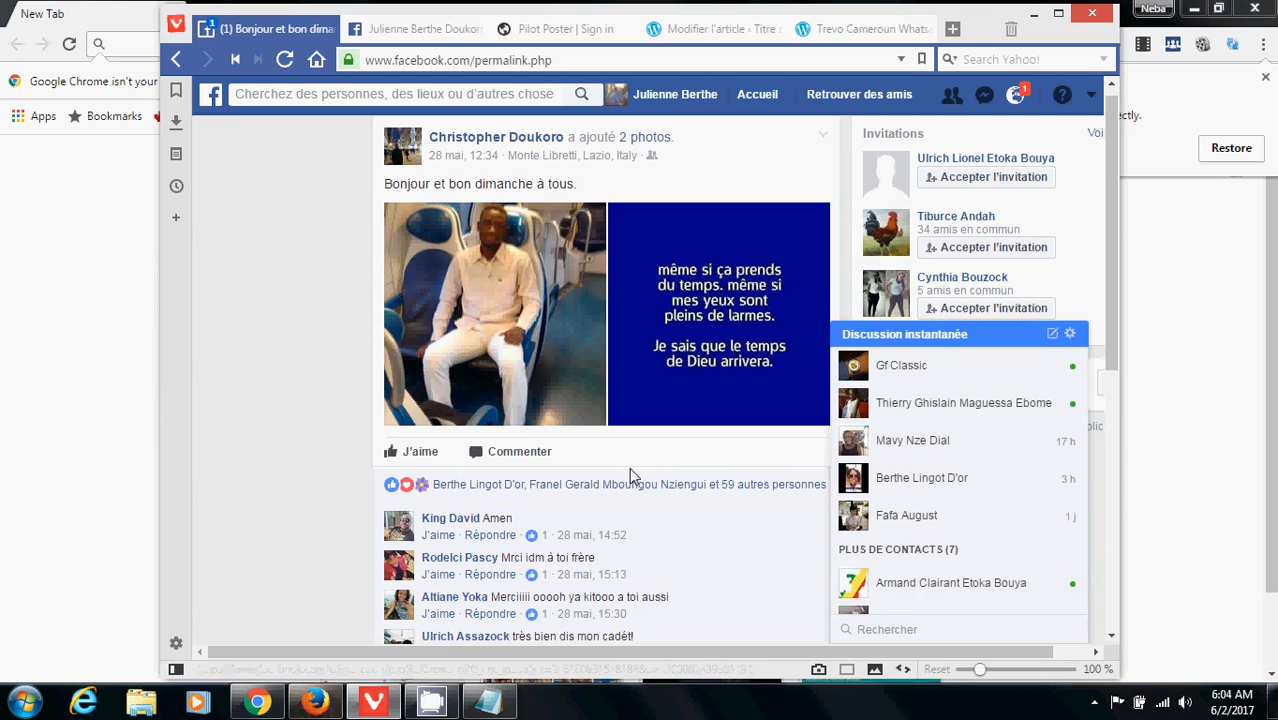 New Tab
Neba
(1) Bonjour et bon dima
Julienne Berthe Doukoro
Pilot Poster | Sign in
Modifier l'article ‹ Titre c
Trevo Cameroun Whats
www.facebook.com/permalink.php
Search Yahoo!
Google Chrome isn't your
ectly.
Apps
Bookmarks
Restore
Cherchez des personnes, des lieux ou d'autres chose
Julienne Berthe
Accueil
Retrouver des amis
1
Christopher Doukoro a ajouté 2 photos.
28 mai, 12:34 · Monte Libretti, Lazio, Italy ·
Bonjour et bon dimanche à tous.
même si ça prends
du temps. même si
mes yeux sont
pleins de larmes.
Je sais que le temps
de Dieu arrivera.
J'aime
Commenter
Berthe Lingot D'or, Franel Gerald Mboungou Nziengui et 59 autres personnes
King David Amen
J'aime · Répondre · 1 · 28 mai, 14:52
Rodelci Pascy Mrci idm à toi frère
J'aime · Répondre · 1 · 28 mai, 15:13
Altiane Yoka Merciiiii ooooh ya kitooo a toi aussi
J'aime · Répondre · 1 · 28 mai, 15:30
Ulrich Assazock très bien dis mon cadèt!
Invitations
Voi
Ulrich Lionel Etoka Bouya
Accepter l'invitation
Tiburce Andah
34 amis en commun
Accepter l'invitation
Cynthia Bouzock
5 amis en commun
Accepter l'invitation
Discussion instantanée
Gf Classic
Thierry Ghislain Maguessa Ebome
Mavy Nze Dial
17 h
Berthe Lingot D'or
3 h
Fafa August
1 j
PLUS DE CONTACTS (7)
Armand Clairant Etoka Bouya
Rechercher
blic
Reset
100 %
6:04 AM
6/2/2017